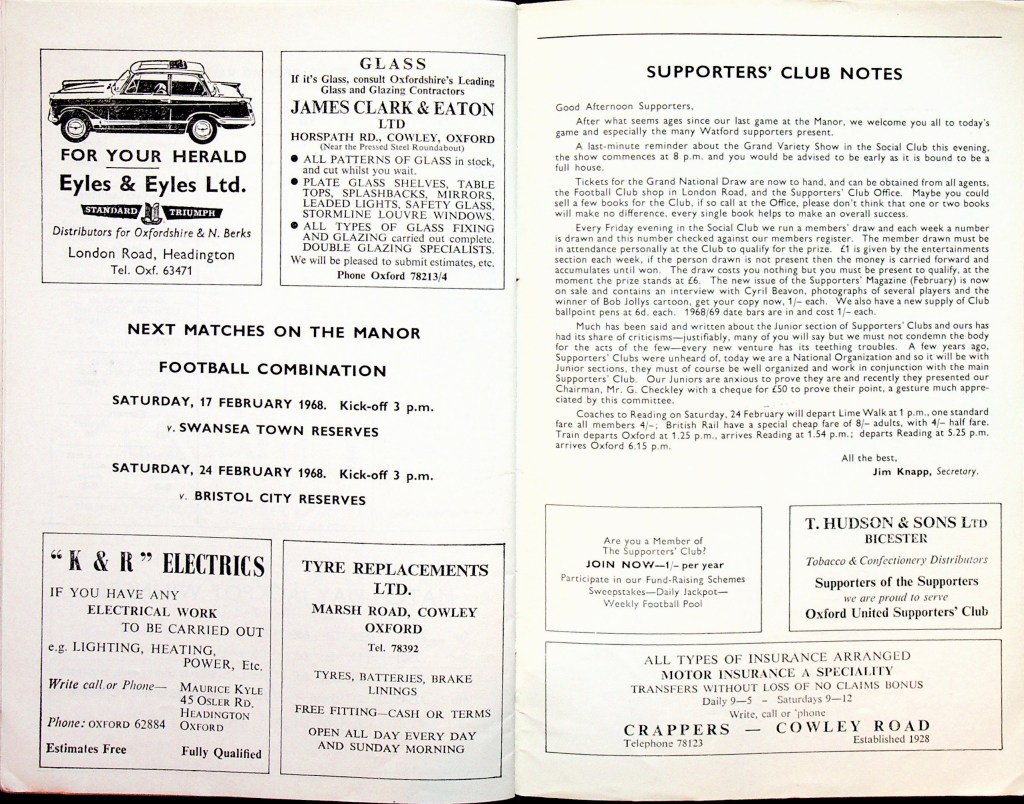 FOR YOUR HERALD
Eyles & Eyles Ltd.
STANDARD TRIUMPH
Distributors for Oxfordshire & N. Berks
London Road, Headington
Tel. Oxf. 63471
GLASS
If it's Glass, consult Oxfordshire's Leading
Glass and Glazing Contractors
JAMES CLARK & EATON
LTD
HORSPATH RD., COWLEY, OXFORD
(Near the Pressed Steel Roundabout)
● ALL PATTERNS OF GLASS in stock,
and cut whilst you wait.
● PLATE GLASS SHELVES, TABLE
TOPS, SPLASHBACKS, MIRRORS,
LEADED LIGHTS, SAFETY GLASS,
STORMLINE LOUVRE WINDOWS.
● ALL TYPES OF GLASS FIXING
AND GLAZING carried out complete.
DOUBLE GLAZING SPECIALISTS.
We will be pleased to submit estimates, etc.
Phone Oxford 78213/4
NEXT MATCHES ON THE MANOR
FOOTBALL COMBINATION
SATURDAY, 17 FEBRUARY 1968. Kick-off 3 p.m.
v. SWANSEA TOWN RESERVES
SATURDAY, 24 FEBRUARY 1968. Kick-off 3 p.m.
v. BRISTOL CITY RESERVES
"K & R" ELECTRICS
IF YOU HAVE ANY
ELECTRICAL WORK
TO BE CARRIED OUT
e.g. LIGHTING, HEATING,
POWER, Etc.
Write call or Phone—
MAURICE KYLE
45 OSLER RD.
HEADINGTON
OXFORD
Phone: OXFORD 62884
Estimates Free
Fully Qualified
TYRE REPLACEMENTS
LTD.
MARSH ROAD, COWLEY
OXFORD
Tel. 78392
TYRES, BATTERIES, BRAKE
LININGS
FREE FITTING—CASH OR TERMS
OPEN ALL DAY EVERY DAY
AND SUNDAY MORNING
SUPPORTERS' CLUB NOTES
Good Afternoon Supporters,
After what seems ages since our last game at the Manor, we welcome you all to today's
game and especially the many Watford supporters present.
A last-minute reminder about the Grand Variety Show in the Social Club this evening,
the show commences at 8 p.m. and you would be advised to be early as it is bound to be a
full house.
Tickets for the Grand National Draw are now to hand, and can be obtained from all agents,
the Football Club shop in London Road, and the Supporters' Club Office. Maybe you could
sell a few books for the Club, if so call at the Office, please don't think that one or two books
will make no difference, every single book helps to make an overall success.
Every Friday evening in the Social Club we run a members' draw and each week a number
is drawn and this number checked against our members register. The member drawn must be
in attendance personally at the Club to qualify for the prize. £1 is given by the entertainments
section each week, if the person drawn is not present then the money is carried forward and
accumulates until won. The draw costs you nothing but you must be present to qualify, at the
moment the prize stands at £6. The new issue of the Supporters' Magazine (February) is now
on sale and contains an interview with Cyril Beavon, photographs of several players and the
winner of Bob Jollys cartoon, get your copy now, 1/- each. We also have a new supply of Club
ballpoint pens at 6d. each. 1968/69 date bars are in and cost 1/- each.
Much has been said and written about the Junior section of Supporters' Clubs and ours has
had its share of criticisms—justifiably, many of you will say but we must not condemn the body
for the acts of the few—every new venture has its teething troubles. A few years ago,
Supporters' Clubs were unheard of, today we are a National Organization and so it will be with
Junior sections, they must of course be well organized and work in conjunction with the main
Supporters' Club. Our Juniors are anxious to prove they are and recently they presented our
Chairman, Mr. G. Checkley with a cheque for £50 to prove their point, a gesture much appre-
ciated by this committee.
Coaches to Reading on Saturday, 24 February will depart Lime Walk at 1 p.m., one standard
fare all members 4/-; British Rail have a special cheap fare of 8/- adults, with 4/- half fare.
Train departs Oxford at 1.25 p.m., arrives Reading at 1.54 p.m.; departs Reading at 5.25 p.m.
arrives Oxford 6.15 p.m.
All the best,
Jim Knapp, Secretary.
Are you a Member of
The Supporters' Club?
JOIN NOW—1/- per year
Participate in our Fund-Raising Schemes
Sweepstakes—Daily Jackpot—
Weekly Football Pool
T. HUDSON & SONS LTD
BICESTER
Tobacco & Confectionery Distributors
Supporters of the Supporters
we are proud to serve
Oxford United Supporters' Club
ALL TYPES OF INSURANCE ARRANGED
MOTOR INSURANCE A SPECIALITY
TRANSFERS WITHOUT LOSS OF NO CLAIMS BONUS
Daily 9—5 - Saturdays 9—12
Write, call or 'phone
CRAPPERS — COWLEY ROAD
Telephone 78123
Established 1928